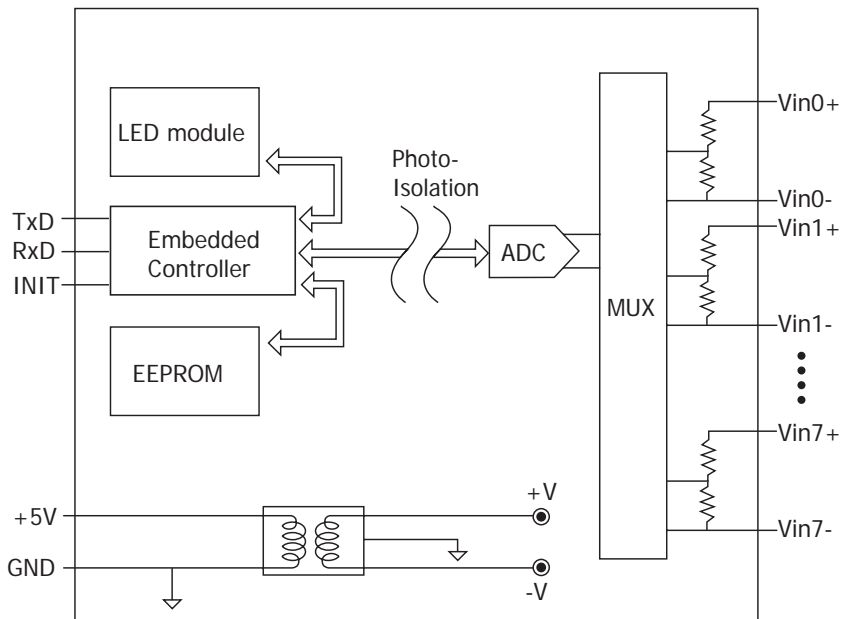 LED module
TxD
RxD
INIT
Embedded
Controller
EEPROM
Photo-
Isolation
ADC
MUX
Vin0+
Vin0-
Vin1+
Vin1-
Vin7+
Vin7-
+5V
GND
+V
-V